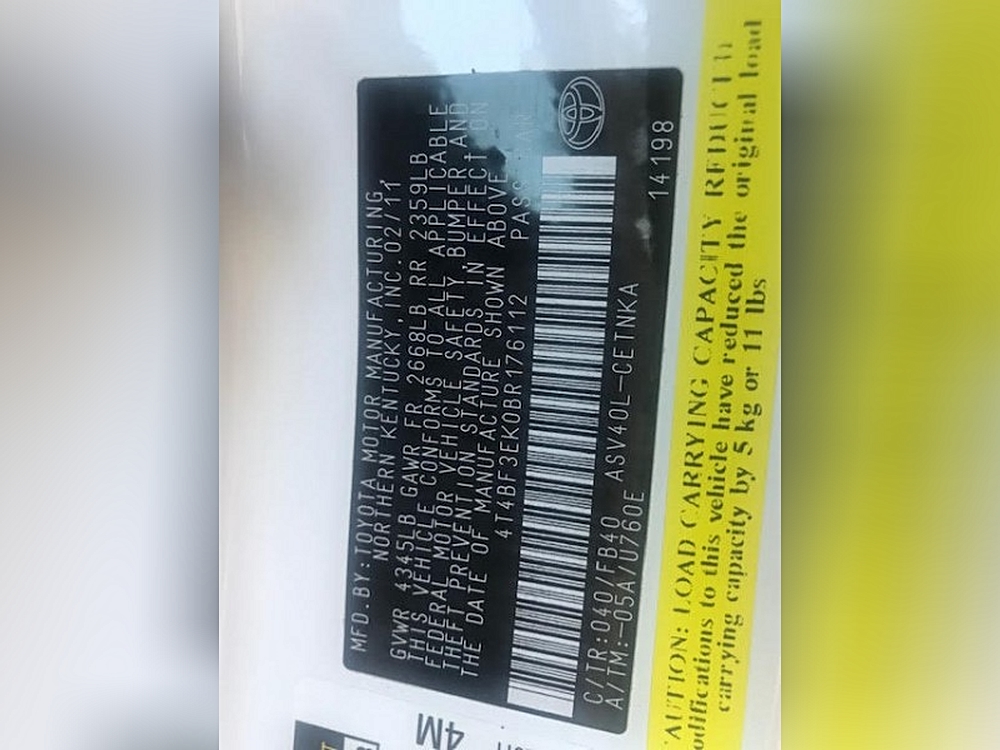 MFD.BY:TOYOTA MOTOR MANUFACTURING,
NORTHERN KENTUCKY, INC.02/11
GVWR 4345LB GAWR FR 2668LB RR 2359LB
THIS VEHICLE CONFORMS TO ALL APPLICABLE
FEDERAL MOTOR VEHICLE SAFETY, BUMPER, AND
THEFT PREVENTION STANDARDS IN EFFECT ON
THE DATE OF MANUFACTURE SHOWN ABOVE.
4T4BF3EK0BR176112
C/TR:040/FB40 ASV40L-CETNKA
A/TM:-05A/U760E
14198
CAUTION: LOAD CARRYING CAPACITY
odifications to this vehicle have reduced the original load
carrying capacity by 5 kg or 11 lbs
4M